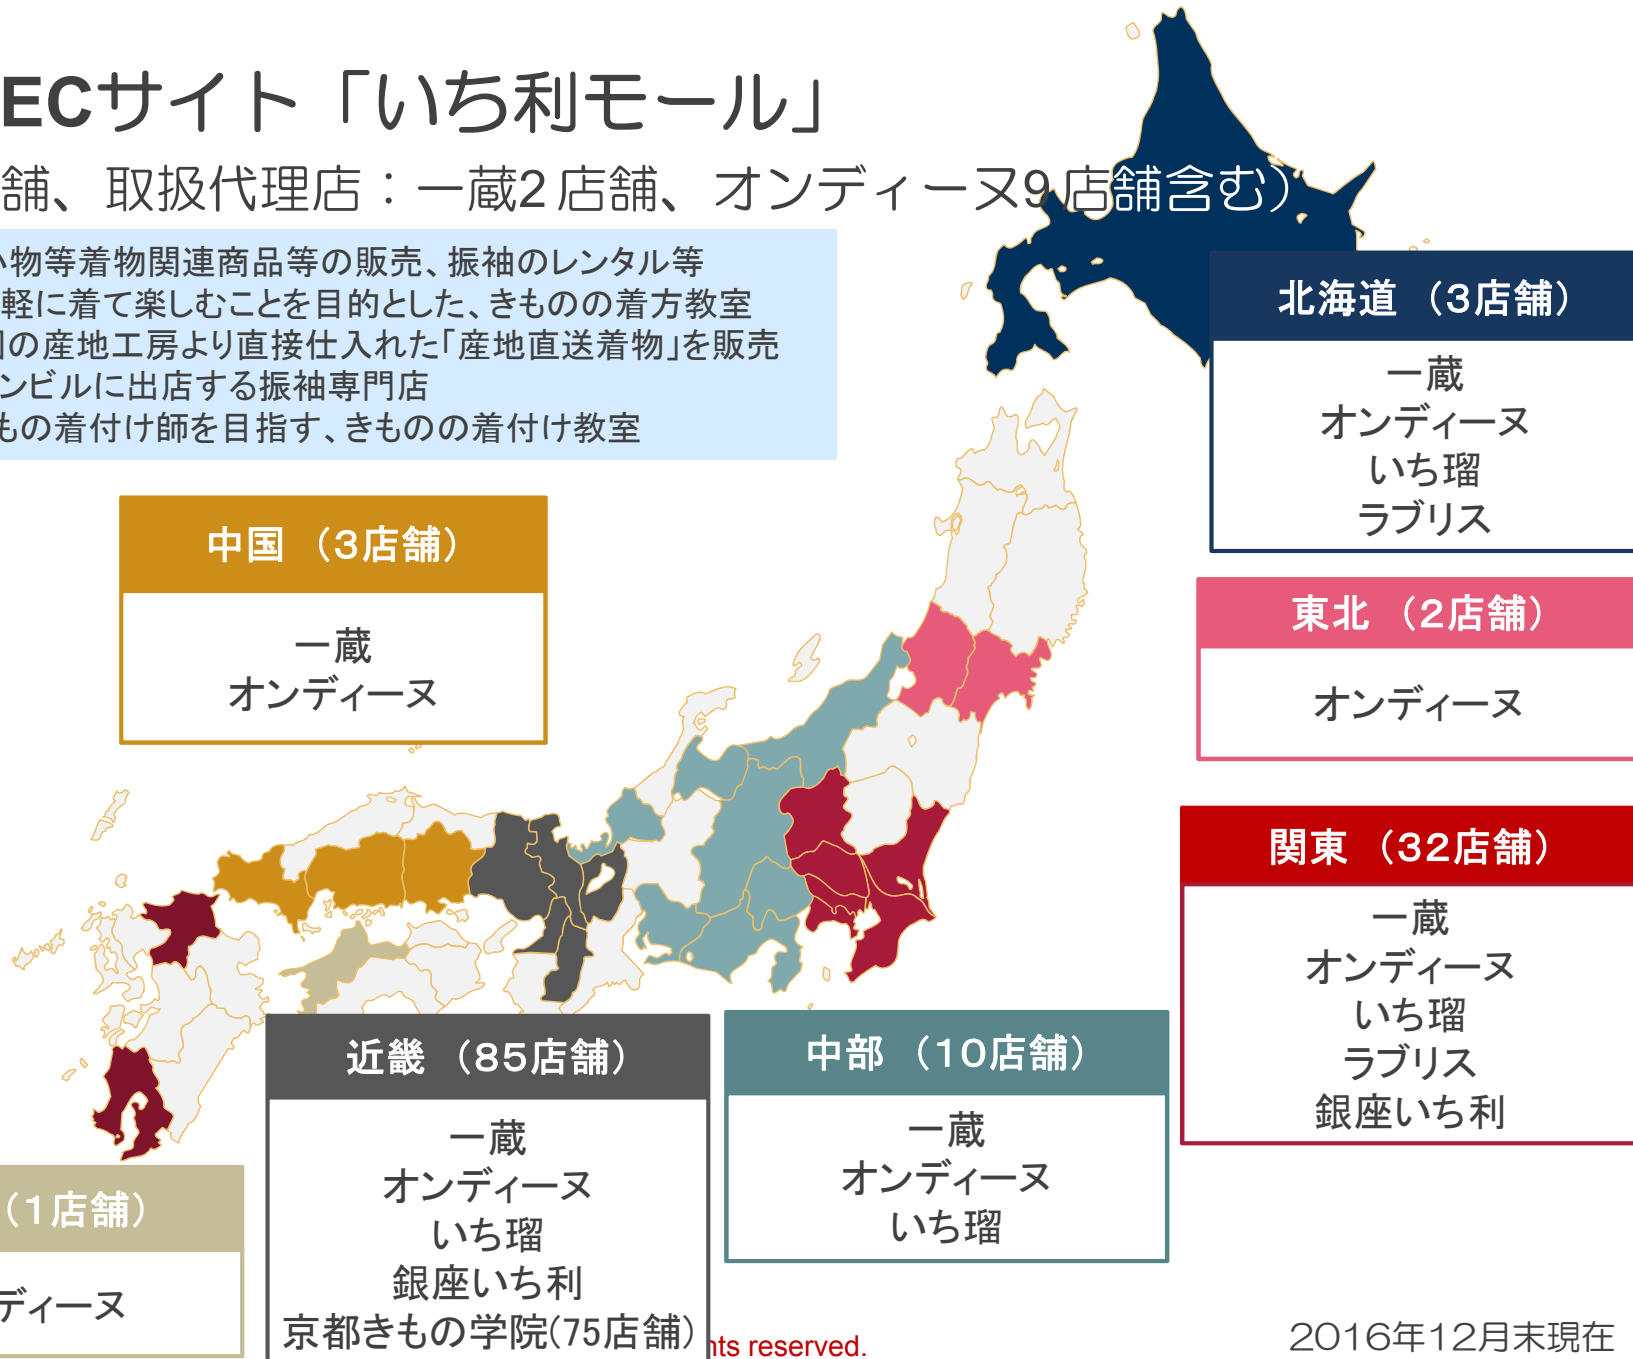 ECサイト「いち利モール」
舗、取扱代理店：一蔵2店舗、オンディーヌ9店舗含む）
小物等着物関連商品等の販売、振袖のレンタル等
軽に着て楽しむことを目的とした、きものの着方教室
の産地工房より直接仕入れた「産地直送着物」を販売
ンビルに出店する振袖専門店
もの着付け師を目指す、きものの着付け教室
北海道 （3店舗）
一蔵
オンディーヌ
いち瑠
ラブリス
中国 （3店舗）
一蔵
オンディーヌ
東北 （2店舗）
オンディーヌ
関東 （32店舗）
一蔵
オンディーヌ
いち瑠
ラブリス
銀座いち利
近畿 （85店舗）
一蔵
オンディーヌ
いち瑠
銀座いち利
京都きもの学院(75店舗)
中部 （10店舗）
一蔵
オンディーヌ
いち瑠
（1店舗）
ディーヌ
hts reserved.
2016年12月末現在